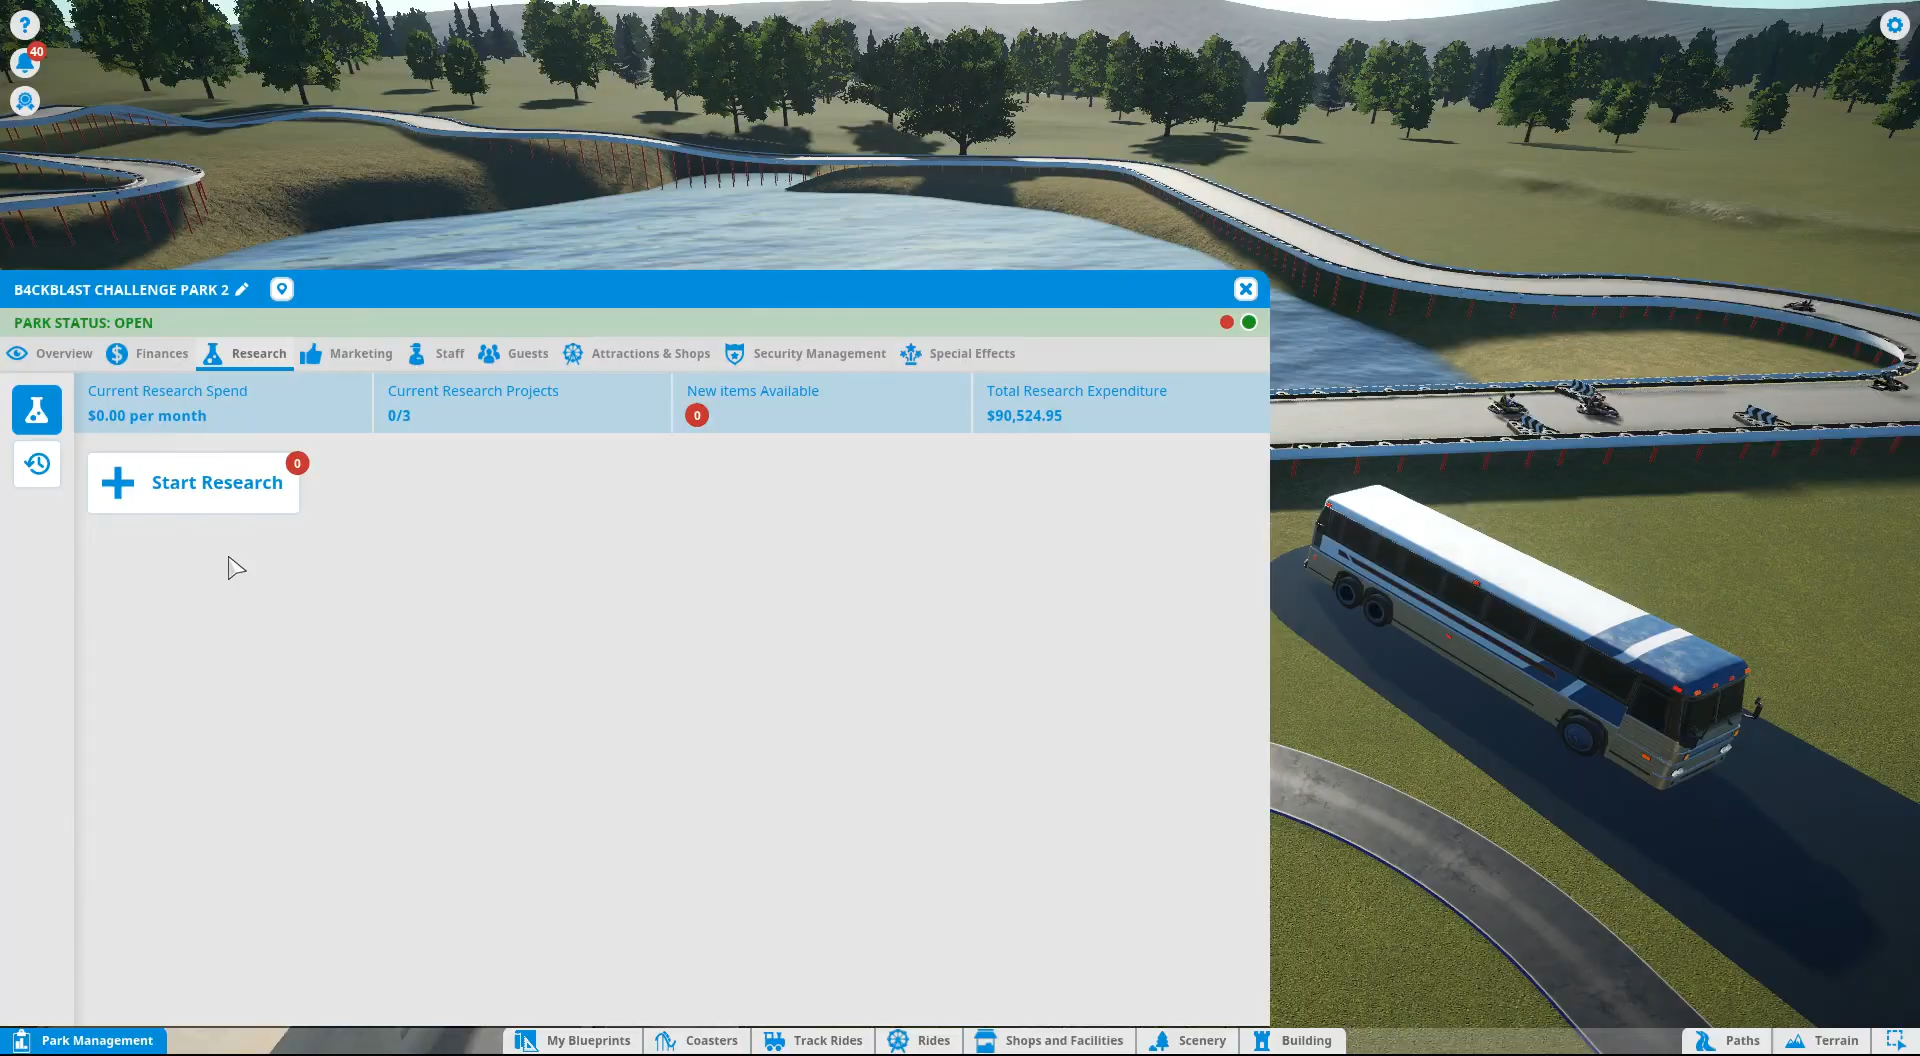 ?
40
B4CKBL4ST CHALLENGE PARK 2
PARK STATUS: OPEN
Overview
Finances
Research
Marketing
Staff
Guests
Attractions & Shops
Security Management
Special Effects
Current Research Spend
$0.00 per month
Current Research Projects
0/3
New items Available
0
Total Research Expenditure
$90,524.95
Start Research
0
Park Management
My Blueprints
Coasters
Track Rides
Rides
Shops and Facilities
Scenery
Building
Paths
Terrain